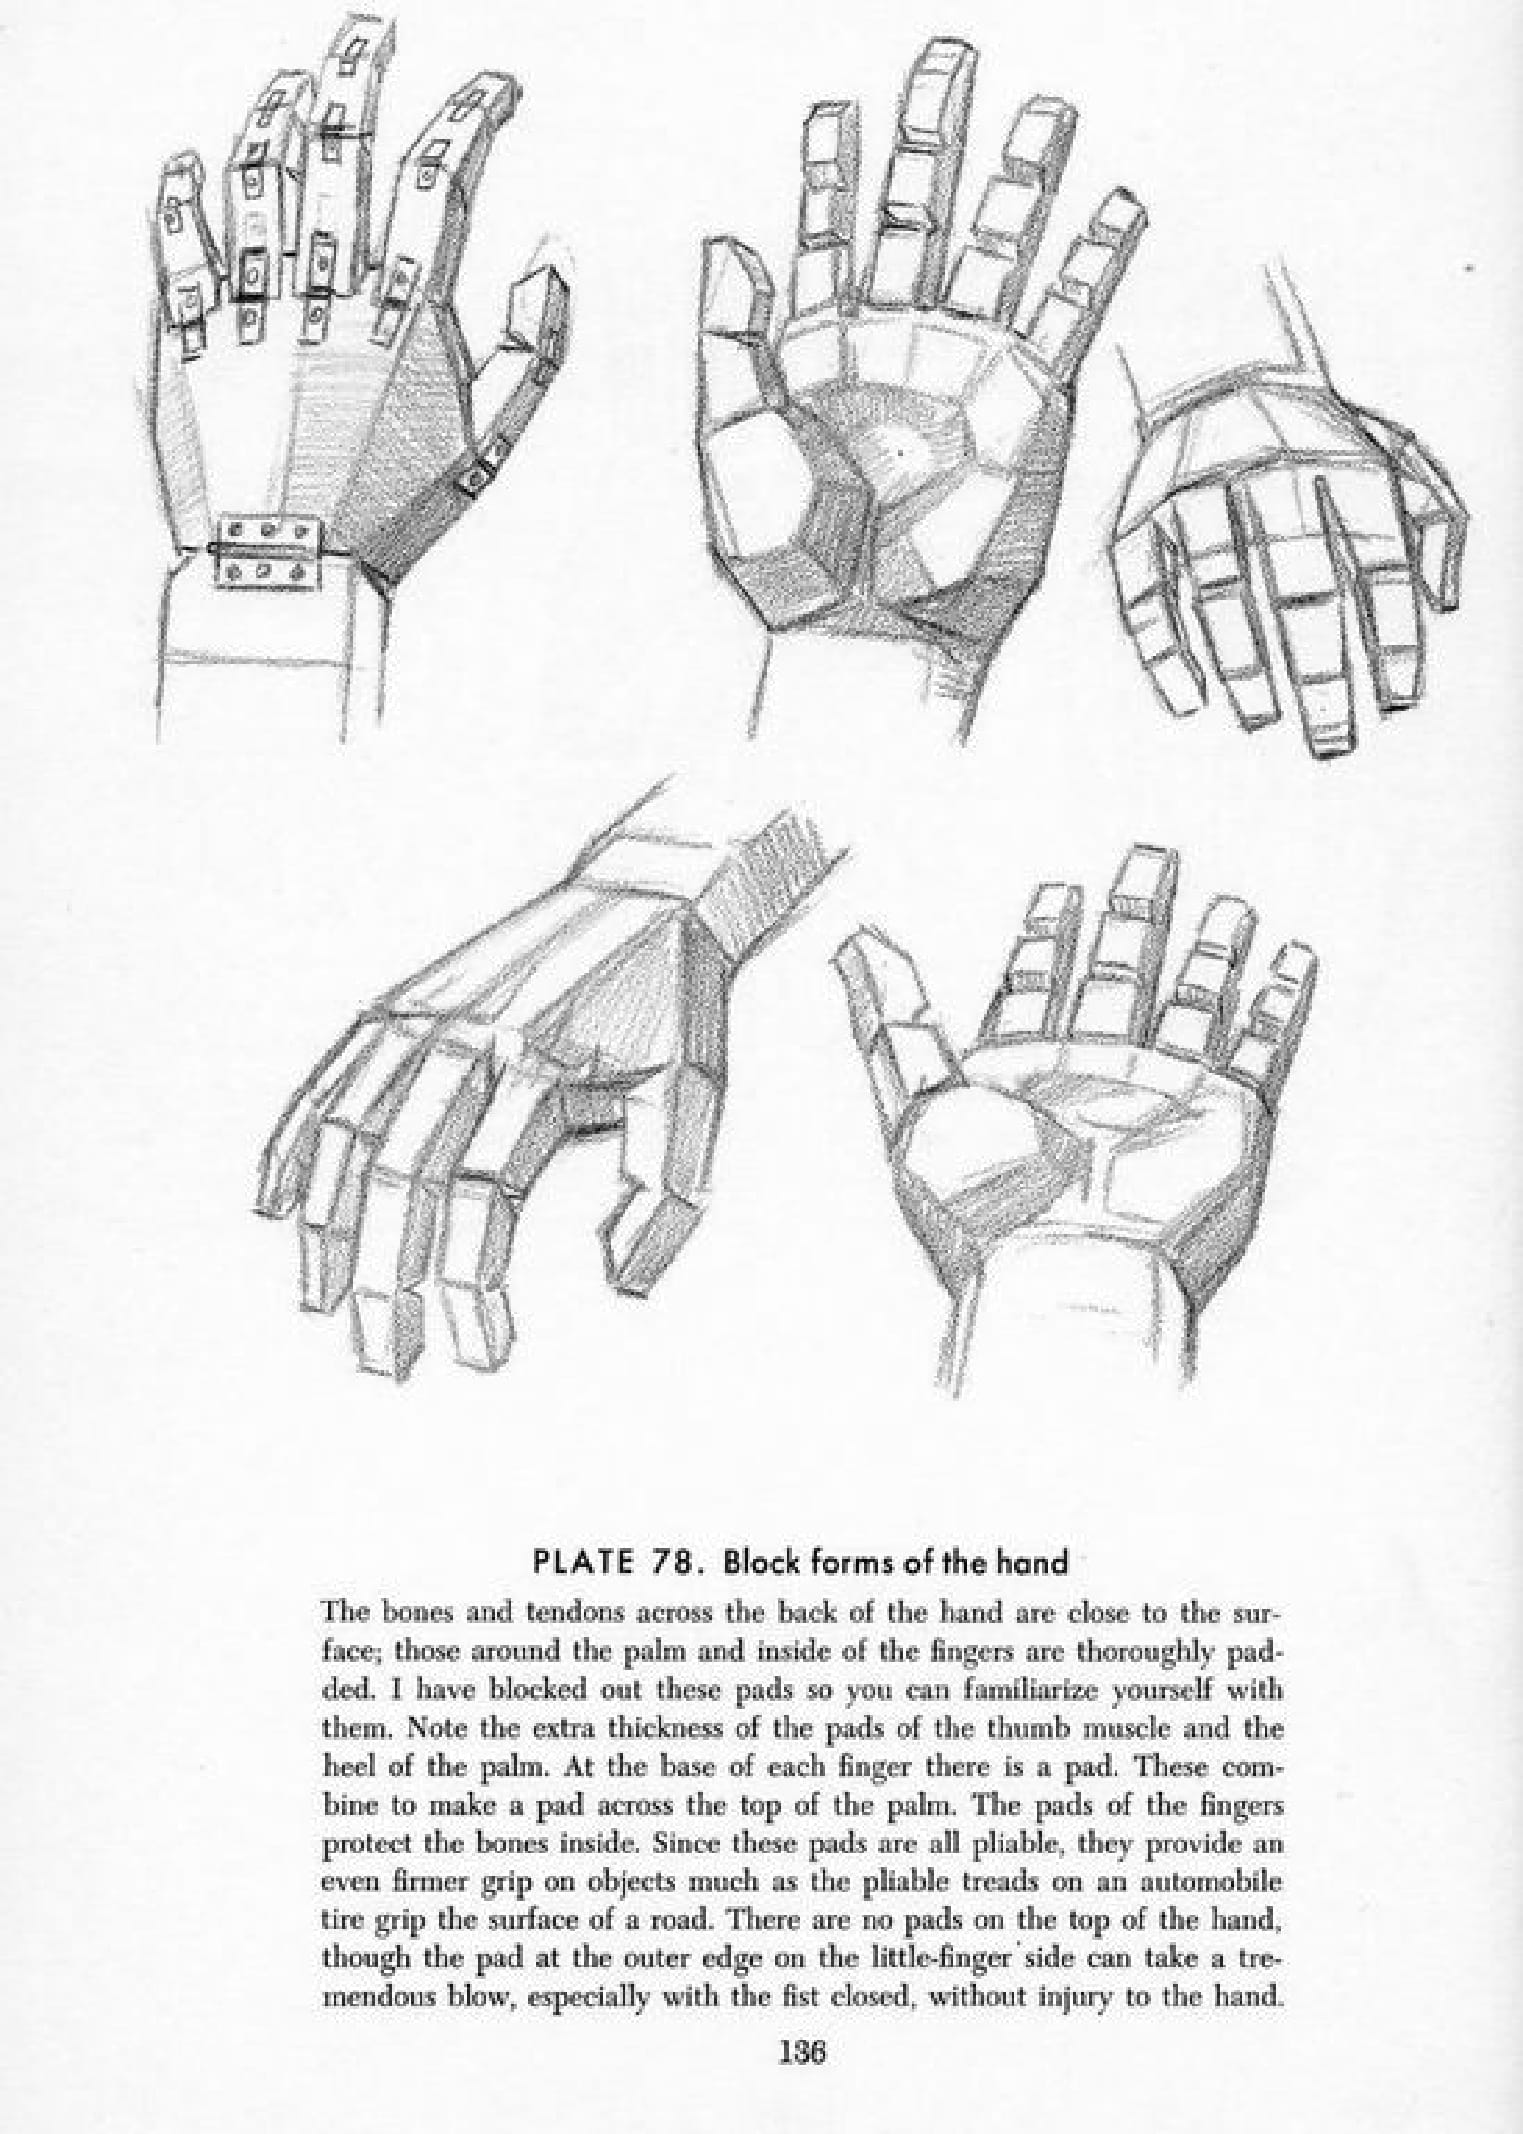 PLATE 78. Block forms of the hand
The bones and tendons across the back of the hand are close to the sur-
face; those around the palm and inside of the fingers are thoroughly pad-
ded. I have blocked out these pads so you can familiarize yourself with
them. Note the extra thickness of the pads of the thumb muscle and the
heel of the palm. At the base of each finger there is a pad. These com-
bine to make a pad across the top of the palm. The pads of the fingers
protect the bones inside. Since these pads are all pliable, they provide an
even firmer grip on objects much as the pliable treads on an automobile
tire grip the surface of a road. There are no pads on the top of the hand,
though the pad at the outer edge on the little-finger side can take a tre-
mendous blow, especially with the fist closed, without injury to the hand.
136